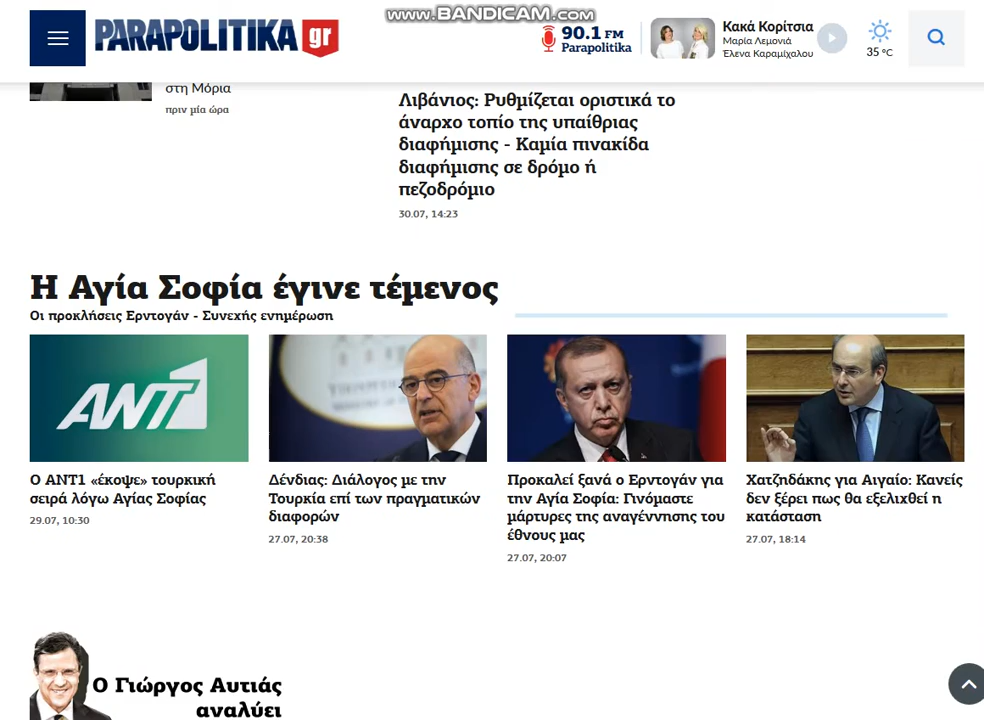 www.BANDICAM.com
PARAPOLITIKA gr
90.1 FM
Parapolitika
Κακά Κορίτσια
Μαρία Λεμονιά
Έλενα Καραμίχαλου
35 °C
στη Μόρια
πριν μία ώρα
Λιβάνιος: Ρυθμίζεται οριστικά το
άναρχο τοπίο της υπαίθριας
διαφήμισης - Καμία πινακίδα
διαφήμισης σε δρόμο ή
πεζοδρόμιο
30.07, 14:23
Η Αγία Σοφία έγινε τέμενος
Οι προκλήσεις Ερντογάν - Συνεχής ενημέρωση
ANT1
Ο ΑΝΤ1 «έκοψε» τουρκική
σειρά λόγω Αγίας Σοφίας
29.07, 10:30
Δένδιας: Διάλογος με την
Τουρκία επί των πραγματικών
διαφορών
27.07, 20:38
Προκαλεί ξανά ο Ερντογάν για
την Αγία Σοφία: Γινόμαστε
μάρτυρες της αναγέννησης του
έθνους μας
27.07, 20:07
Χατζηδάκης για Αιγαίο: Κανείς
δεν ξέρει πως θα εξελιχθεί η
κατάσταση
27.07, 18:14
Ο Γιώργος Αυτιάς
αναλύει